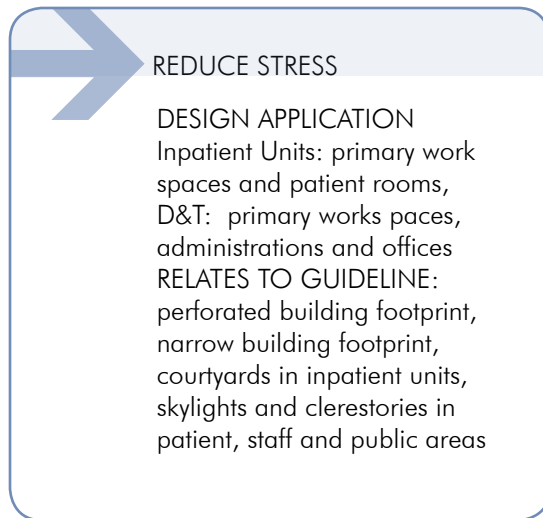 REDUCE STRESS
DESIGN APPLICATION
Inpatient Units: primary work
spaces and patient rooms,
D&T:  primary works paces,
administrations and offices
RELATES TO GUIDELINE:
perforated building footprint,
narrow building footprint,
courtyards in inpatient units,
skylights and clerestories in
patient, staff and public areas